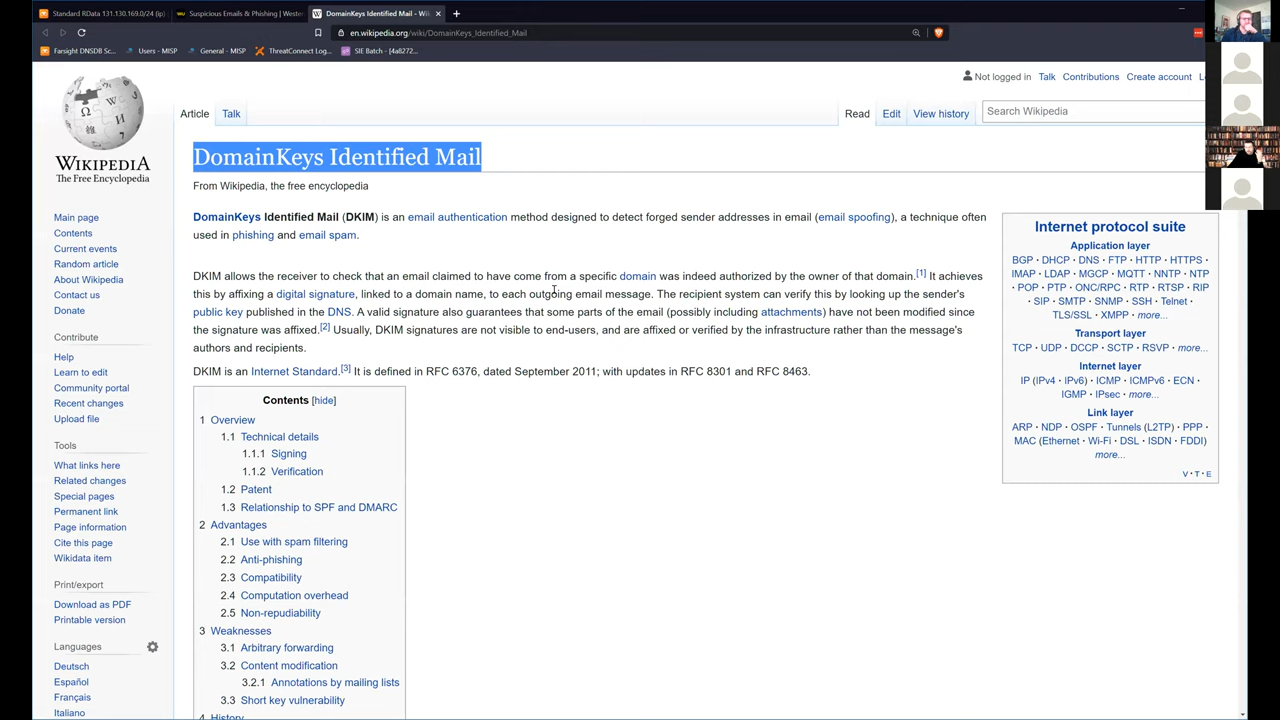 Standard RData 131.130.169.0/24 (ip)
Suspicious Emails & Phishing | Wester
DomainKeys Identified Mail - Wik
en.wikipedia.org/wiki/DomainKeys_Identified_Mail
Farsight DNSDB Sc...
Users - MISP
General - MISP
ThreatConnect Log...
SIE Batch - [4a8272...
Not logged in Talk Contributions Create account
Article Talk
Read Edit View history
Search Wikipedia
WIKIPEDIA
The Free Encyclopedia
Main page
Contents
Current events
Random article
About Wikipedia
Contact us
Donate
Contribute
Help
Learn to edit
Community portal
Recent changes
Upload file
Tools
What links here
Related changes
Special pages
Permanent link
Page information
Cite this page
Wikidata item
Print/export
Download as PDF
Printable version
Languages
Deutsch
Español
Français
Italiano
DomainKeys Identified Mail
From Wikipedia, the free encyclopedia
DomainKeys Identified Mail (DKIM) is an email authentication method designed to detect forged sender addresses in email (email spoofing), a technique often
used in phishing and email spam.
DKIM allows the receiver to check that an email claimed to have come from a specific domain was indeed authorized by the owner of that domain.[1] It achieves
this by affixing a digital signature, linked to a domain name, to each outgoing email message. The recipient system can verify this by looking up the sender's
public key published in the DNS. A valid signature also guarantees that some parts of the email (possibly including attachments) have not been modified since
the signature was affixed.[2] Usually, DKIM signatures are not visible to end-users, and are affixed or verified by the infrastructure rather than the message's
authors and recipients.
DKIM is an Internet Standard.[3] It is defined in RFC 6376, dated September 2011; with updates in RFC 8301 and RFC 8463.
Contents [hide]
1 Overview
1.1 Technical details
1.1.1 Signing
1.1.2 Verification
1.2 Patent
1.3 Relationship to SPF and DMARC
2 Advantages
2.1 Use with spam filtering
2.2 Anti-phishing
2.3 Compatibility
2.4 Computation overhead
2.5 Non-repudiability
3 Weaknesses
3.1 Arbitrary forwarding
3.2 Content modification
3.2.1 Annotations by mailing lists
3.3 Short key vulnerability
4 History
Internet protocol suite
Application layer
BGP · DHCP · DNS · FTP · HTTP · HTTPS ·
IMAP · LDAP · MGCP · MQTT · NNTP · NTP
· POP · PTP · ONC/RPC · RTP · RTSP · RIP
· SIP · SMTP · SNMP · SSH · Telnet ·
TLS/SSL · XMPP · more...
Transport layer
TCP · UDP · DCCP · SCTP · RSVP · more...
Internet layer
IP (IPv4 · IPv6) · ICMP · ICMPv6 · ECN ·
IGMP · IPsec · more...
Link layer
ARP · NDP · OSPF · Tunnels (L2TP) · PPP ·
MAC (Ethernet · Wi-Fi · DSL · ISDN · FDDI)
more...
V · T · E